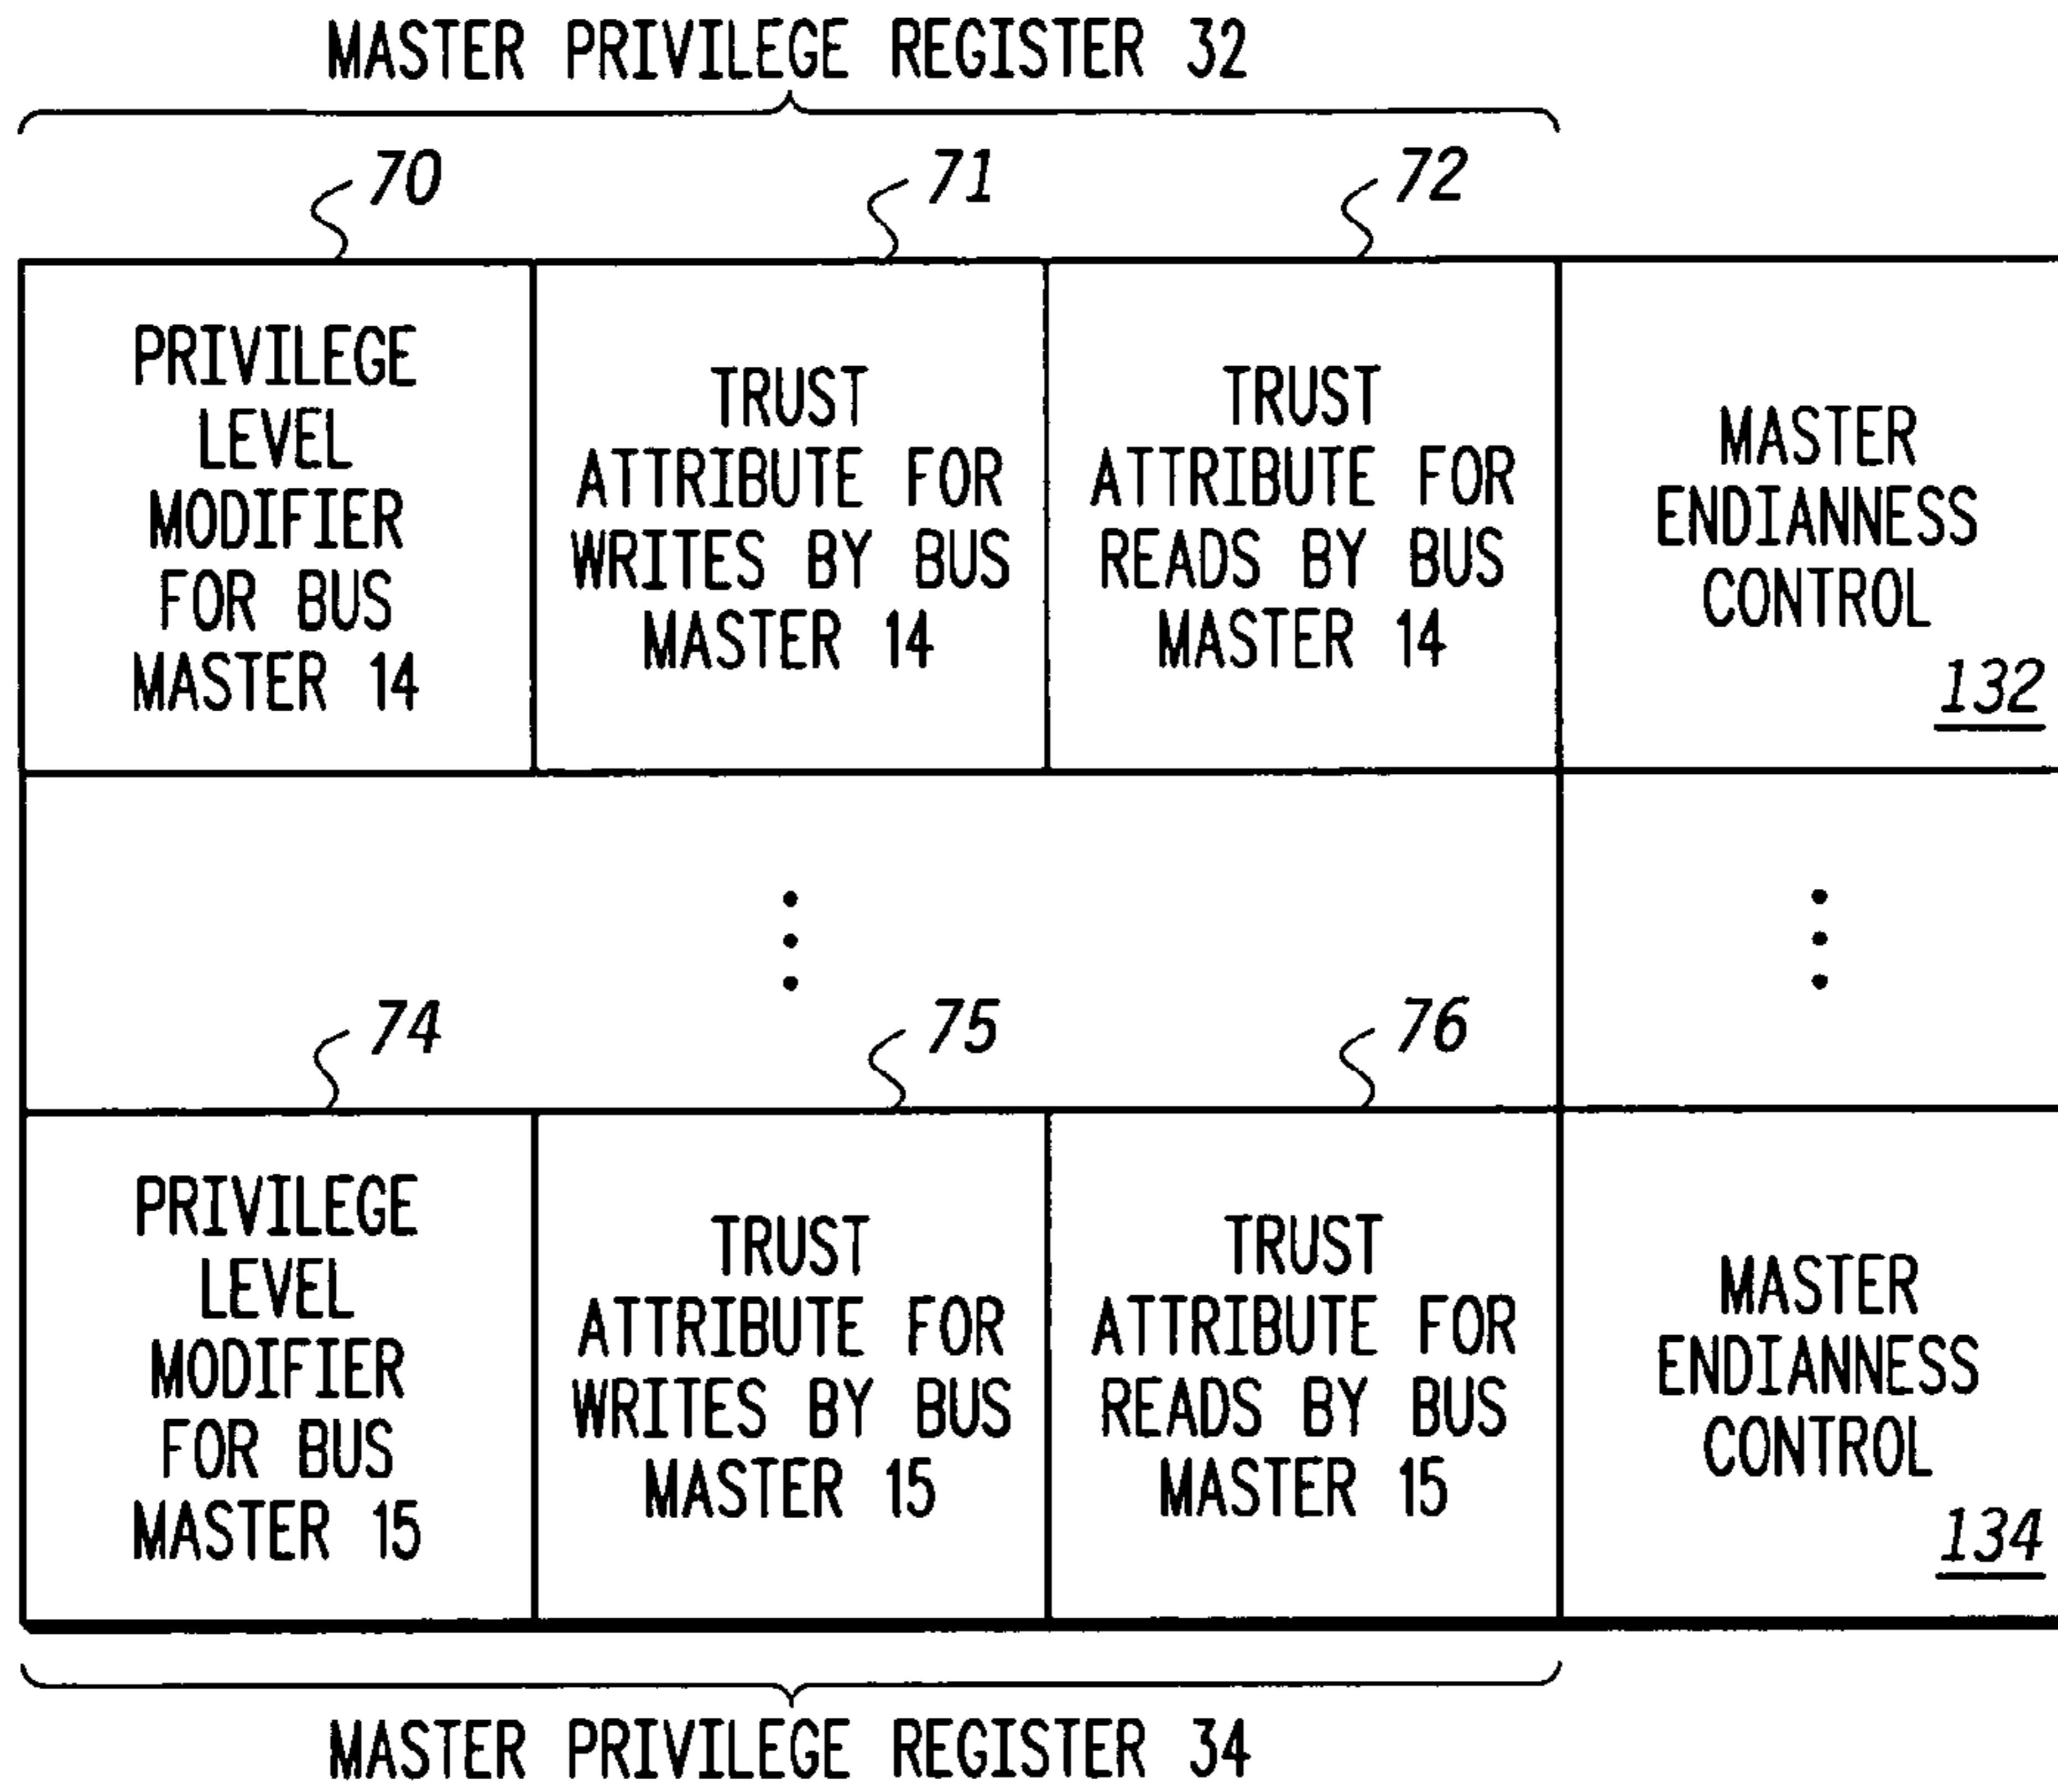 MASTER PRIVILEGE REGISTER 32
70
71
72
PRIVILEGE
LEVEL
MODIFIER
FOR BUS
MASTER 14
TRUST
ATTRIBUTE FOR
WRITES BY BUS
MASTER 14
TRUST
ATTRIBUTE FOR
READS BY BUS
MASTER 14
MASTER
ENDIANNESS
CONTROL
132
74
75
76
PRIVILEGE
LEVEL
MODIFIER
FOR BUS
MASTER 15
TRUST
ATTRIBUTE FOR
WRITES BY BUS
MASTER 15
TRUST
ATTRIBUTE FOR
READS BY BUS
MASTER 15
MASTER
ENDIANNESS
CONTROL
134
MASTER PRIVILEGE REGISTER 34